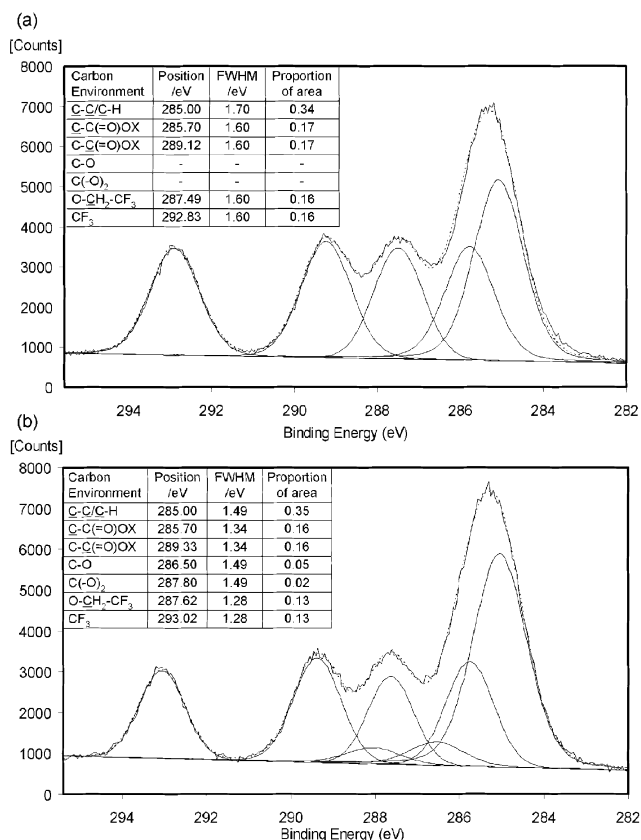 (a)
[Counts]
8000
7000
6000
5000
4000
3000
2000
1000
0
Carbon Environment Position /eV FWHM /eV Proportion of area
C-C/C-H 285.00 1.70 0.34
C-C(=O)OX 285.70 1.60 0.17
C-C(=O)OX 289.12 1.60 0.17
C-O - - -
C(-O)₂ - - -
O-CH₂-CF₃ 287.49 1.60 0.16
CF₃ 292.83 1.60 0.16
294 292 290 288 286 284 282
Binding Energy (eV)
(b)
[Counts]
8000
7000
6000
5000
4000
3000
2000
1000
0
Carbon Environment Position /eV FWHM /eV Proportion of area
C-C/C-H 285.00 1.49 0.35
C-C(=O)OX 285.70 1.34 0.16
C-C(=O)OX 289.33 1.34 0.16
C-O 286.50 1.49 0.05
C(-O)₂ 287.80 1.49 0.02
O-CH₂-CF₃ 287.62 1.28 0.13
CF₃ 293.02 1.28 0.13
294 292 290 288 286 284 282
Binding Energy (eV)